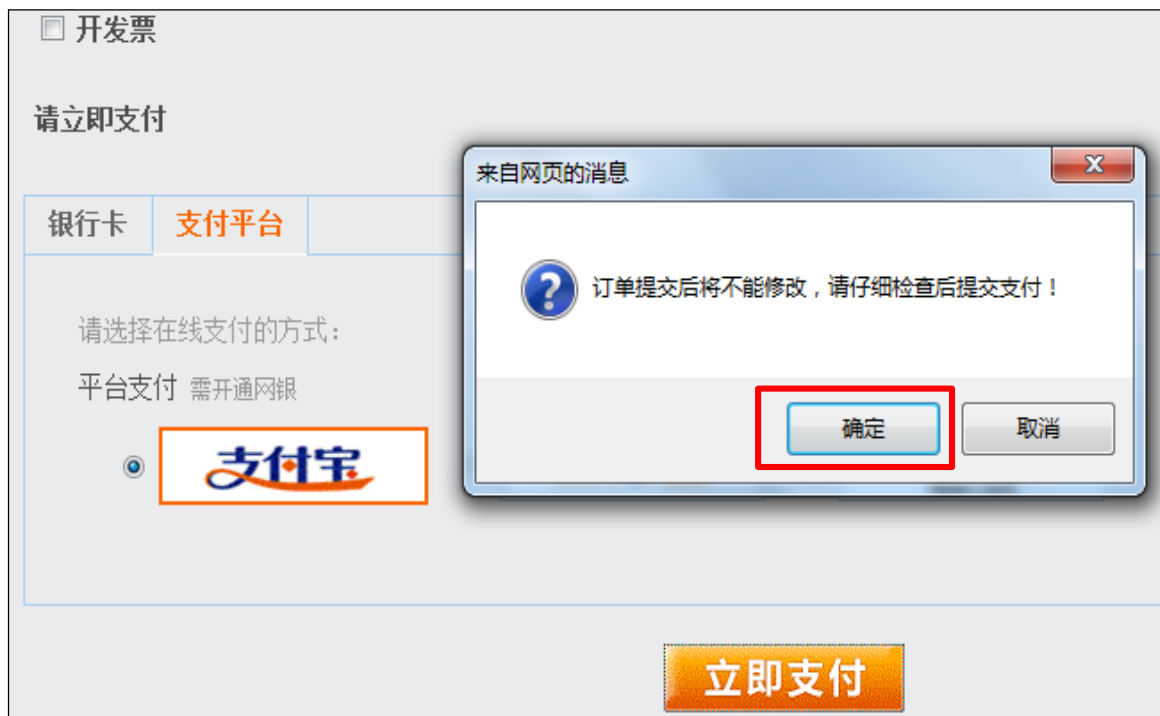 开发票
请立即支付
来自网页的消息
X
银行卡 支付平台
订单提交后将不能修改，请仔细检查后提交支付！
请选择在线支付的方式：
平台支付 需开通网银
确定 取消
支付宝
立即支付